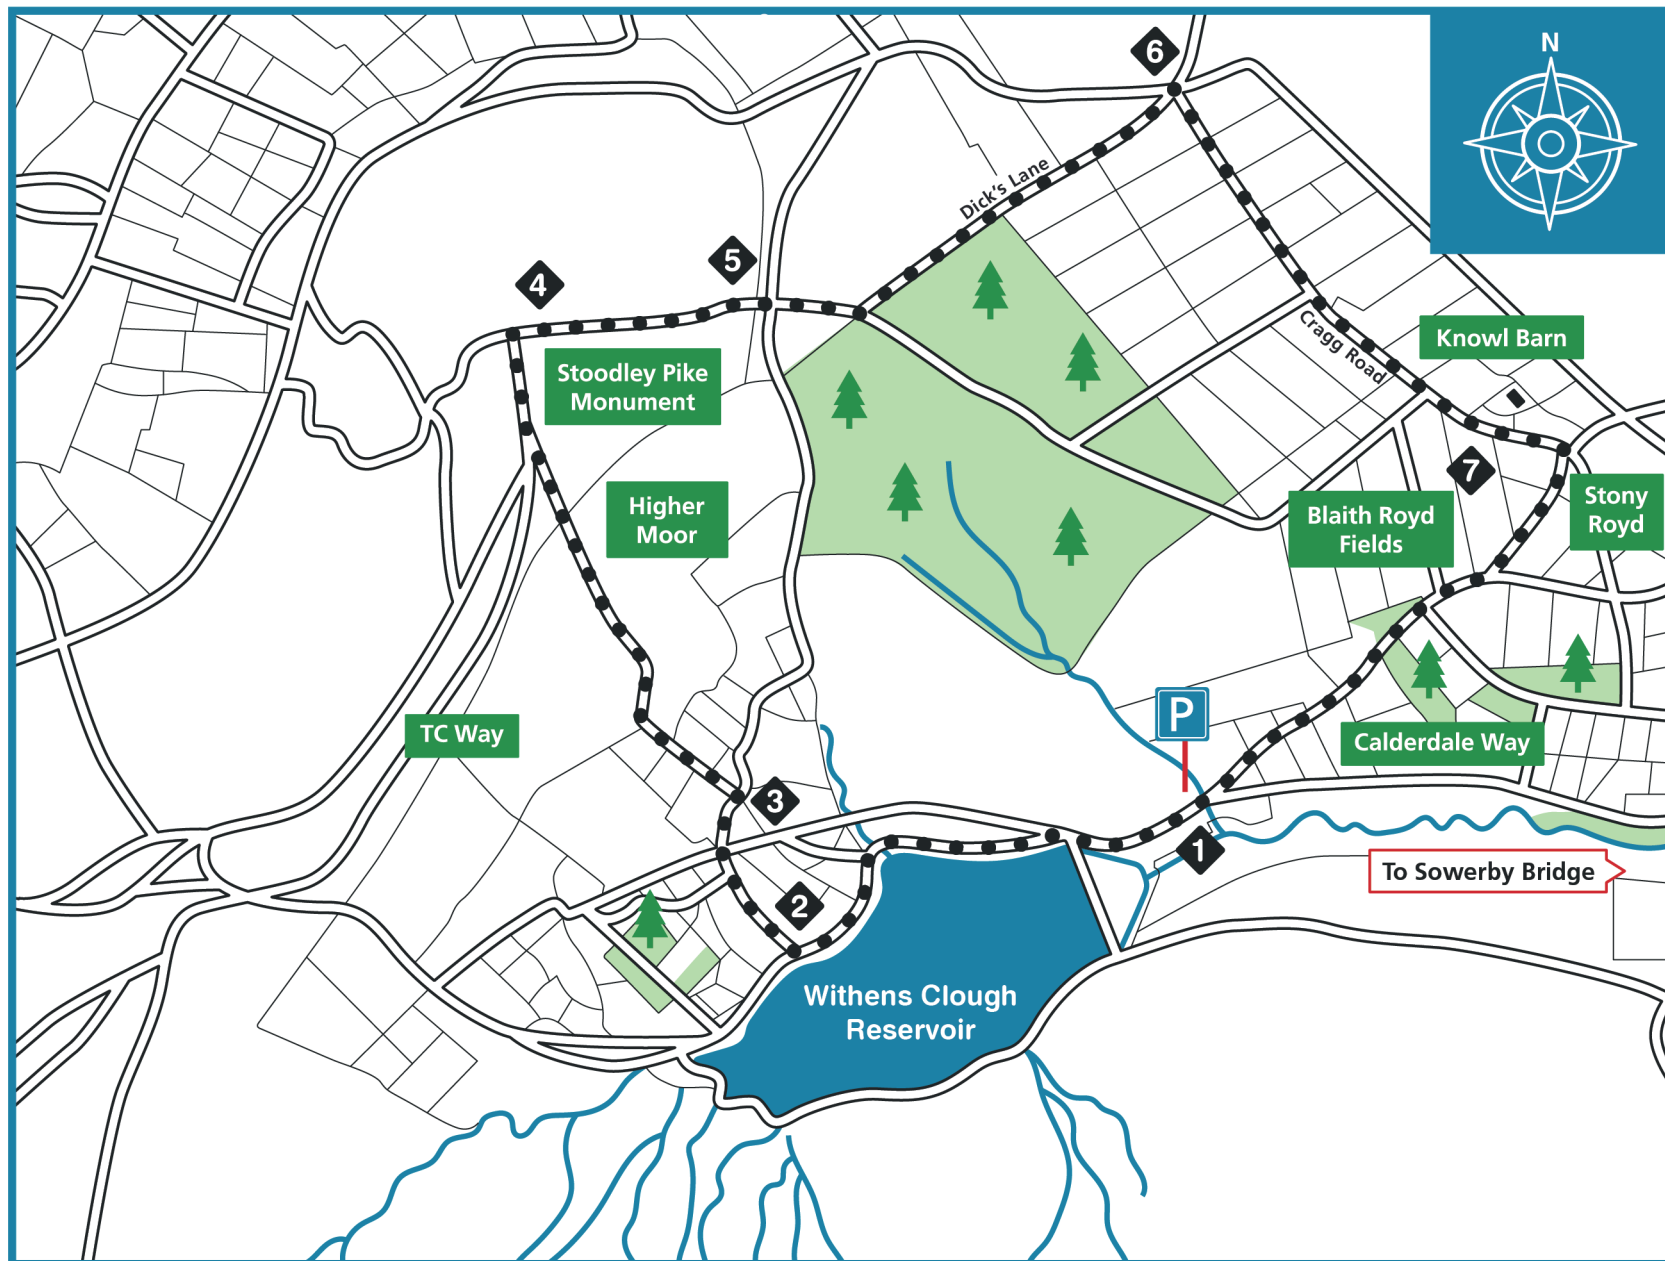 N
6
Dick's Lane
5
4
Cragg Road
Knowl Barn
Stoodley Pike
Monument
7
Higher
Moor
Blaith Royd
Fields
Stony
Royd
P
TC Way
Calderdale Way
3
1
To Sowerby Bridge
2
Withens Clough
Reservoir